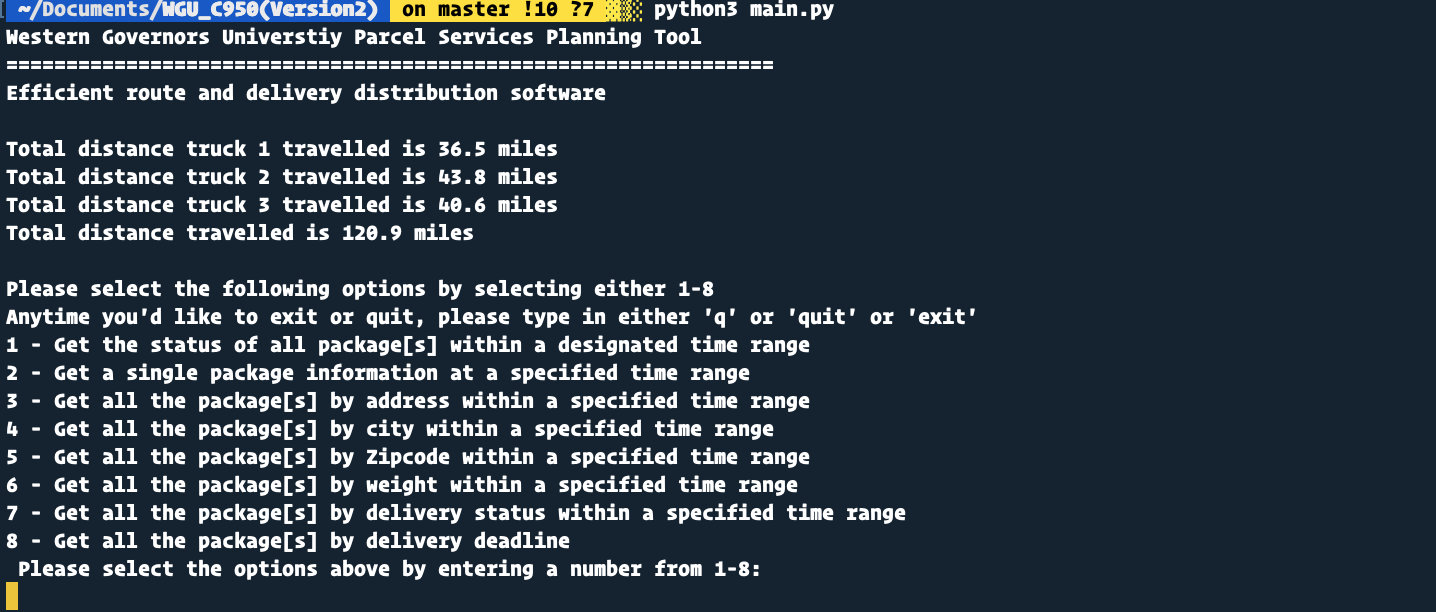 ~/Documents/WGU_C950(Version2) on master !10 ?7 python3 main.py
Western Governors Universtiy Parcel Services Planning Tool
================================================================
Efficient route and delivery distribution software
Total distance truck 1 travelled is 36.5 miles
Total distance truck 2 travelled is 43.8 miles
Total distance truck 3 travelled is 40.6 miles
Total distance travelled is 120.9 miles
Please select the following options by selecting either 1-8
Anytime you'd like to exit or quit, please type in either 'q' or 'quit' or 'exit'
1 - Get the status of all package[s] within a designated time range
2 - Get a single package information at a specified time range
3 - Get all the package[s] by address within a specified time range
4 - Get all the package[s] by city within a specified time range
5 - Get all the package[s] by Zipcode within a specified time range
6 - Get all the package[s] by weight within a specified time range
7 - Get all the package[s] by delivery status within a specified time range
8 - Get all the package[s] by delivery deadline
Please select the options above by entering a number from 1-8: